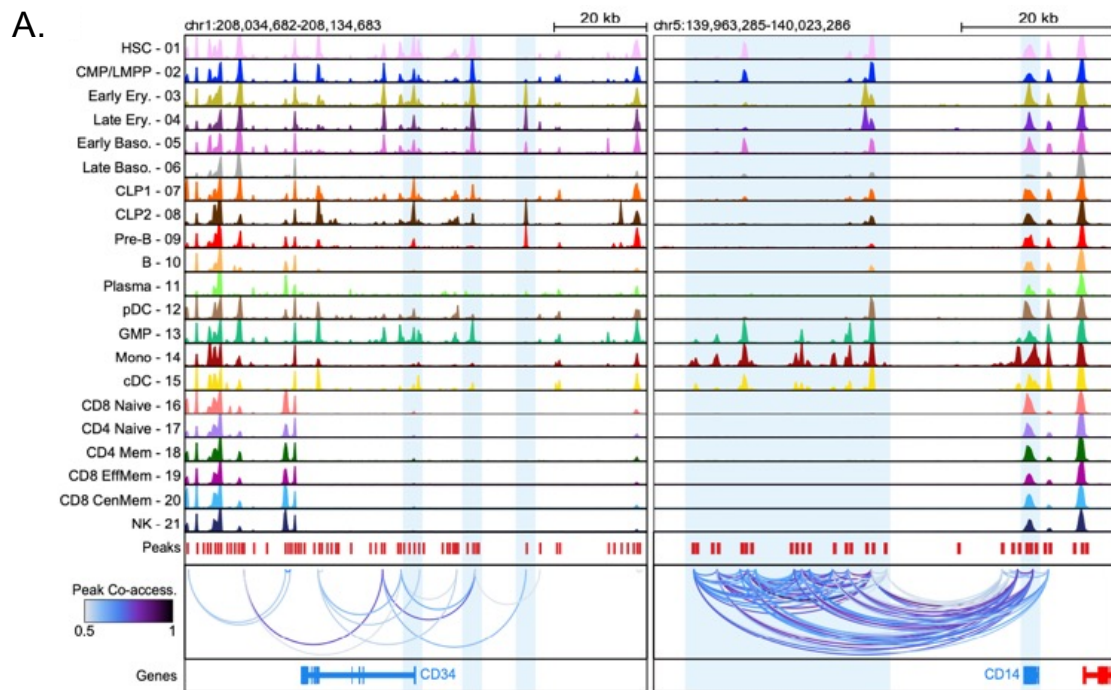 A.
chr1:208,034,682-208,134,683
20 kb
chr5:139,963,285-140,023,286
20 kb
HSC - 01
CMP/LMPP - 02
Early Ery. - 03
Late Ery. - 04
Early Baso. - 05
Late Baso. - 06
CLP1 - 07
CLP2 - 08
Pre-B - 09
B - 10
Plasma - 11
pDC - 12
GMP - 13
Mono - 14
cDC - 15
CD8 Naive - 16
CD4 Naive - 17
CD4 Mem - 18
CD8 EffMem - 19
CD8 CenMem - 20
NK - 21
Peaks
Peak Co-access.
0.5 1
Genes
CD34
CD14